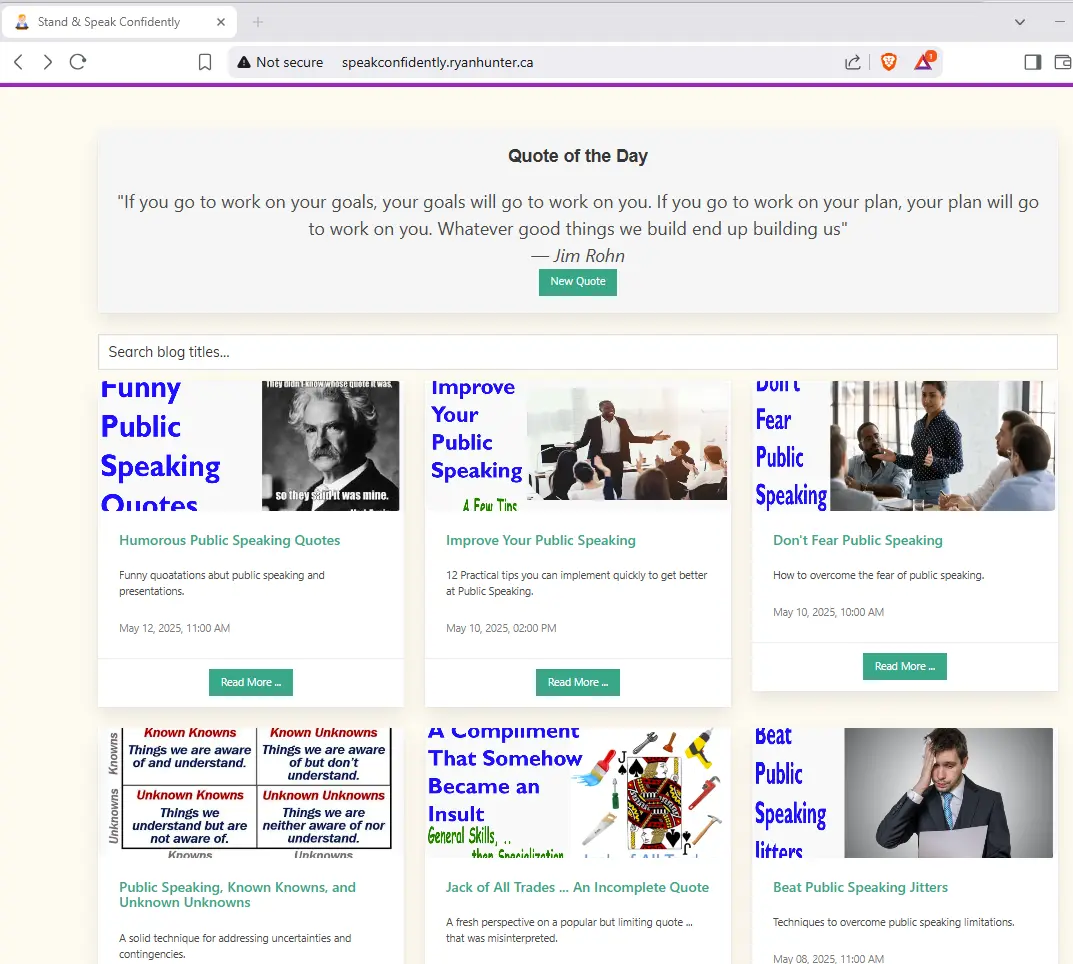 Stand & Speak Confidently
Not secure speakconfidently.ryanhunter.ca
1
Quote of the Day
"If you go to work on your goals, your goals will go to work on you. If you go to work on your plan, your plan will go
to work on you. Whatever good things we build end up building us"
— Jim Rohn
New Quote
Search blog titles...
Funny
Public
Speaking
Quotes
They didn't know whose quote it was,
so they said it was mine.
Humorous Public Speaking Quotes
Funny quoatations abut public speaking and
presentations.
May 12, 2025, 11:00 AM
Read More ...
Improve
Your
Public
Speaking
A Few Tips
Improve Your Public Speaking
12 Practical tips you can implement quickly to get better
at Public Speaking.
May 10, 2025, 02:00 PM
Read More ...
Don't
Fear
Public
Speaking
Don't Fear Public Speaking
How to overcome the fear of public speaking.
May 10, 2025, 10:00 AM
Read More ...
Knowns
Unknowns
Known Knowns
Things we are aware
of and understand.
Known Unknowns
Things we are aware
of but don't
understand.
Unknown Knowns
Things we
understand but are
not aware of.
Unknown Unknowns
Things we are
neither aware of nor
understand.
Knowns Unknowns
Public Speaking, Known Knowns, and
Unknown Unknowns
A solid technique for addressing uncertainties and
contingencies.
A Compliment
That Somehow
Became an
Insult
General Skills, ..
then Specialization
J
J
Jack of All Trades
Jack of All Trades ... An Incomplete Quote
A fresh perspective on a popular but limiting quote ...
that was misinterpreted.
Beat
Public
Speaking
Jitters
Beat Public Speaking Jitters
Techniques to overcome public speaking limitations.
May 08, 2025, 11:00 AM